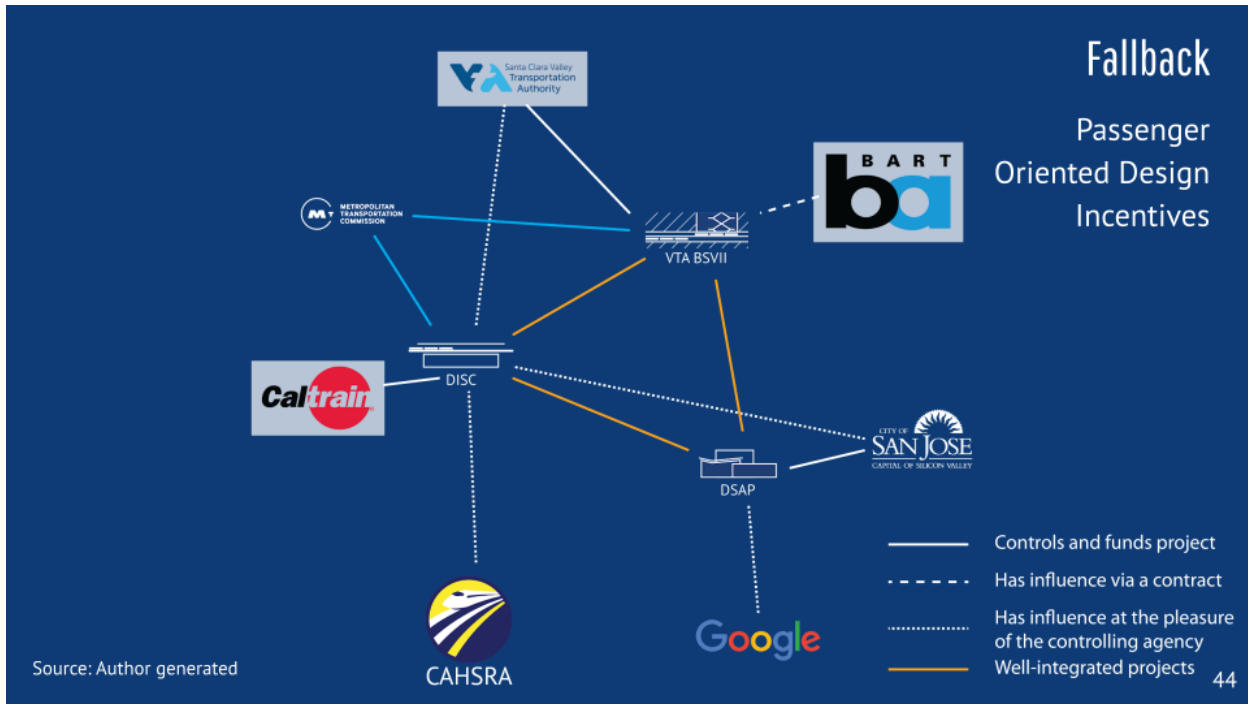 Fallback
Passenger
Oriented Design
Incentives
Santa Clara Valley
Transportation
Authority
BART
ba
METROPOLITAN
TRANSPORTATION
COMMISSION
VTA BSVII
Caltrain
DISC
CITY OF
SAN JOSE
CAPITAL OF SILICON VALLEY
DSAP
CAHSRA
Google
Controls and funds project
Has influence via a contract
Has influence at the pleasure
of the controlling agency
Well-integrated projects
Source: Author generated
44